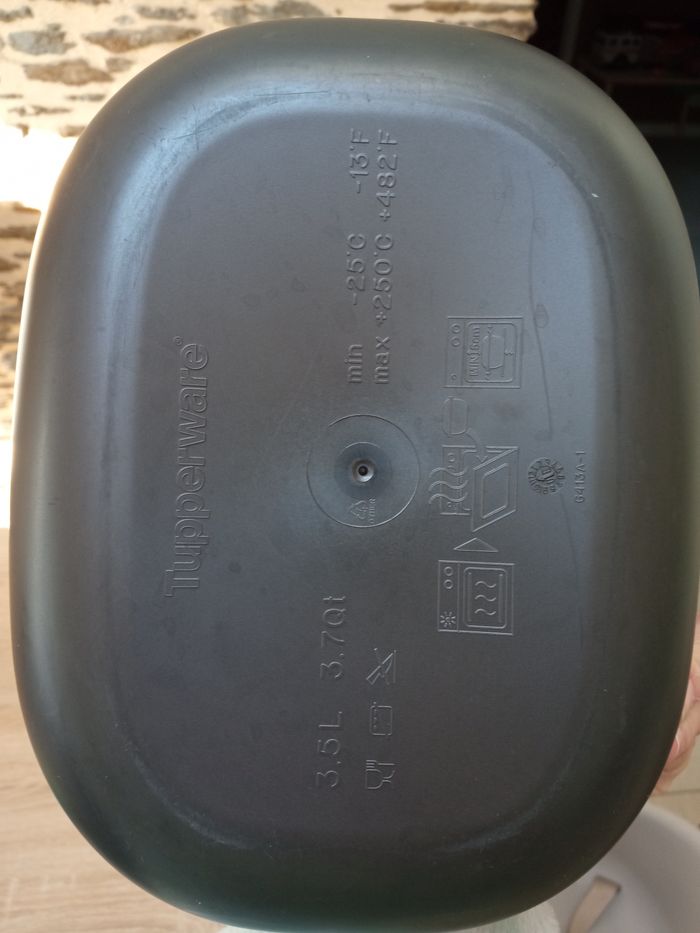 Tupperware®
min -25°C -13°F
max +250°C +482°F
3.5L 3.7Qt
6413A-1